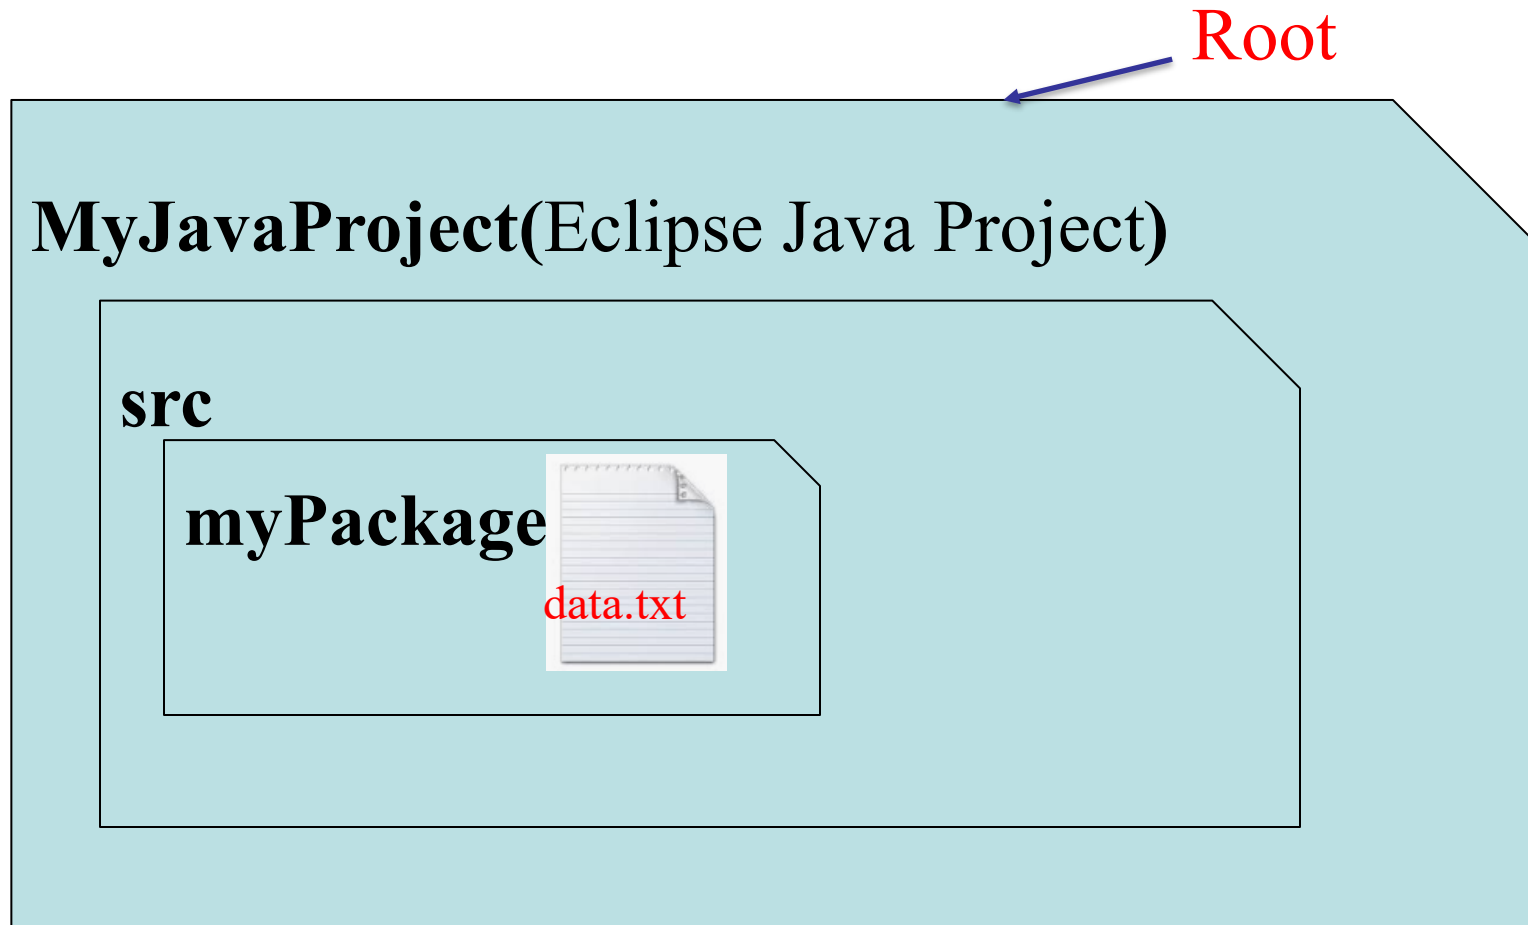 Root
MyJavaProject(Eclipse Java Project)
src
myPackage
data.txt